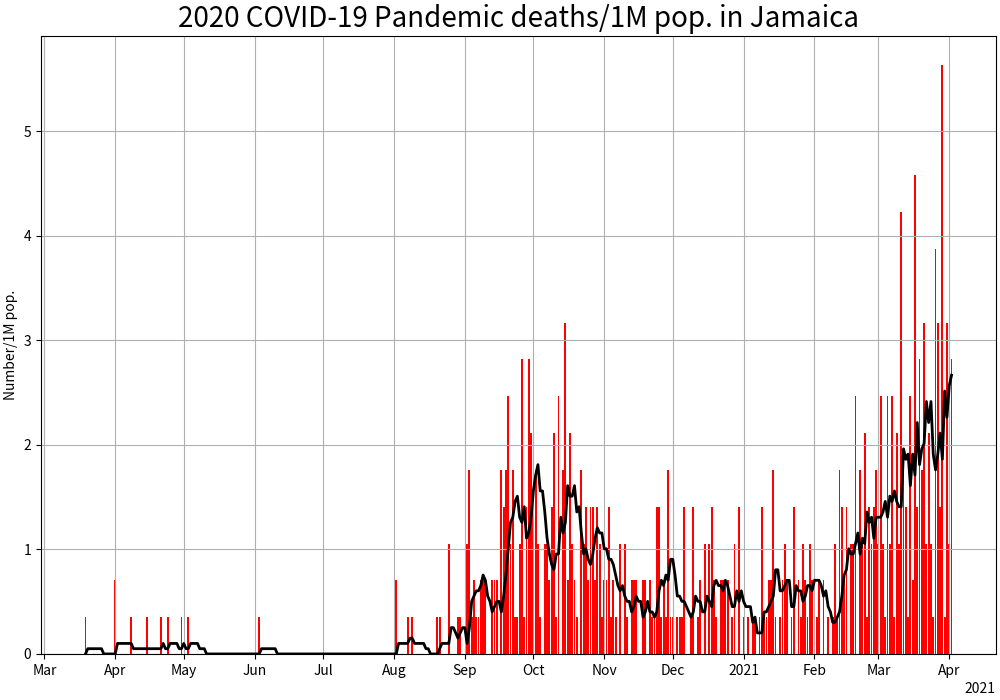 2020 COVID-19 Pandemic deaths/1M pop. in Jamaica
Number/1M pop.
5
4
3
2
1
0
Mar Apr May Jun Jul Aug Sep Oct Nov Dec 2021 Feb Mar Apr
2021